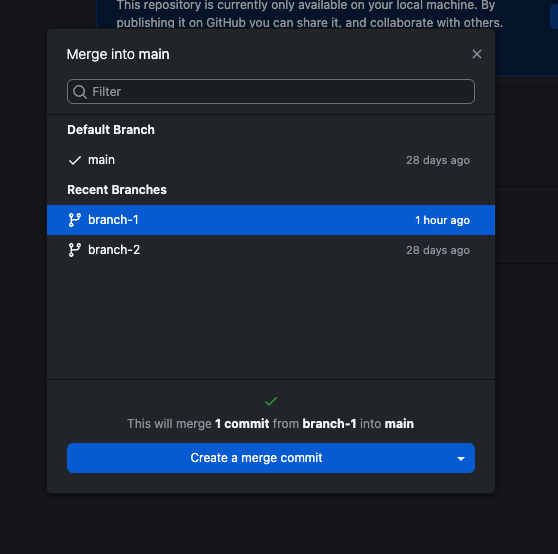 This repository is currently only available on your local machine. By
publishing it on GitHub you can share it, and collaborate with others.
Merge into main
Filter
Default Branch
main 28 days ago
Recent Branches
branch-1 1 hour ago
branch-2 28 days ago
This will merge 1 commit from branch-1 into main
Create a merge commit